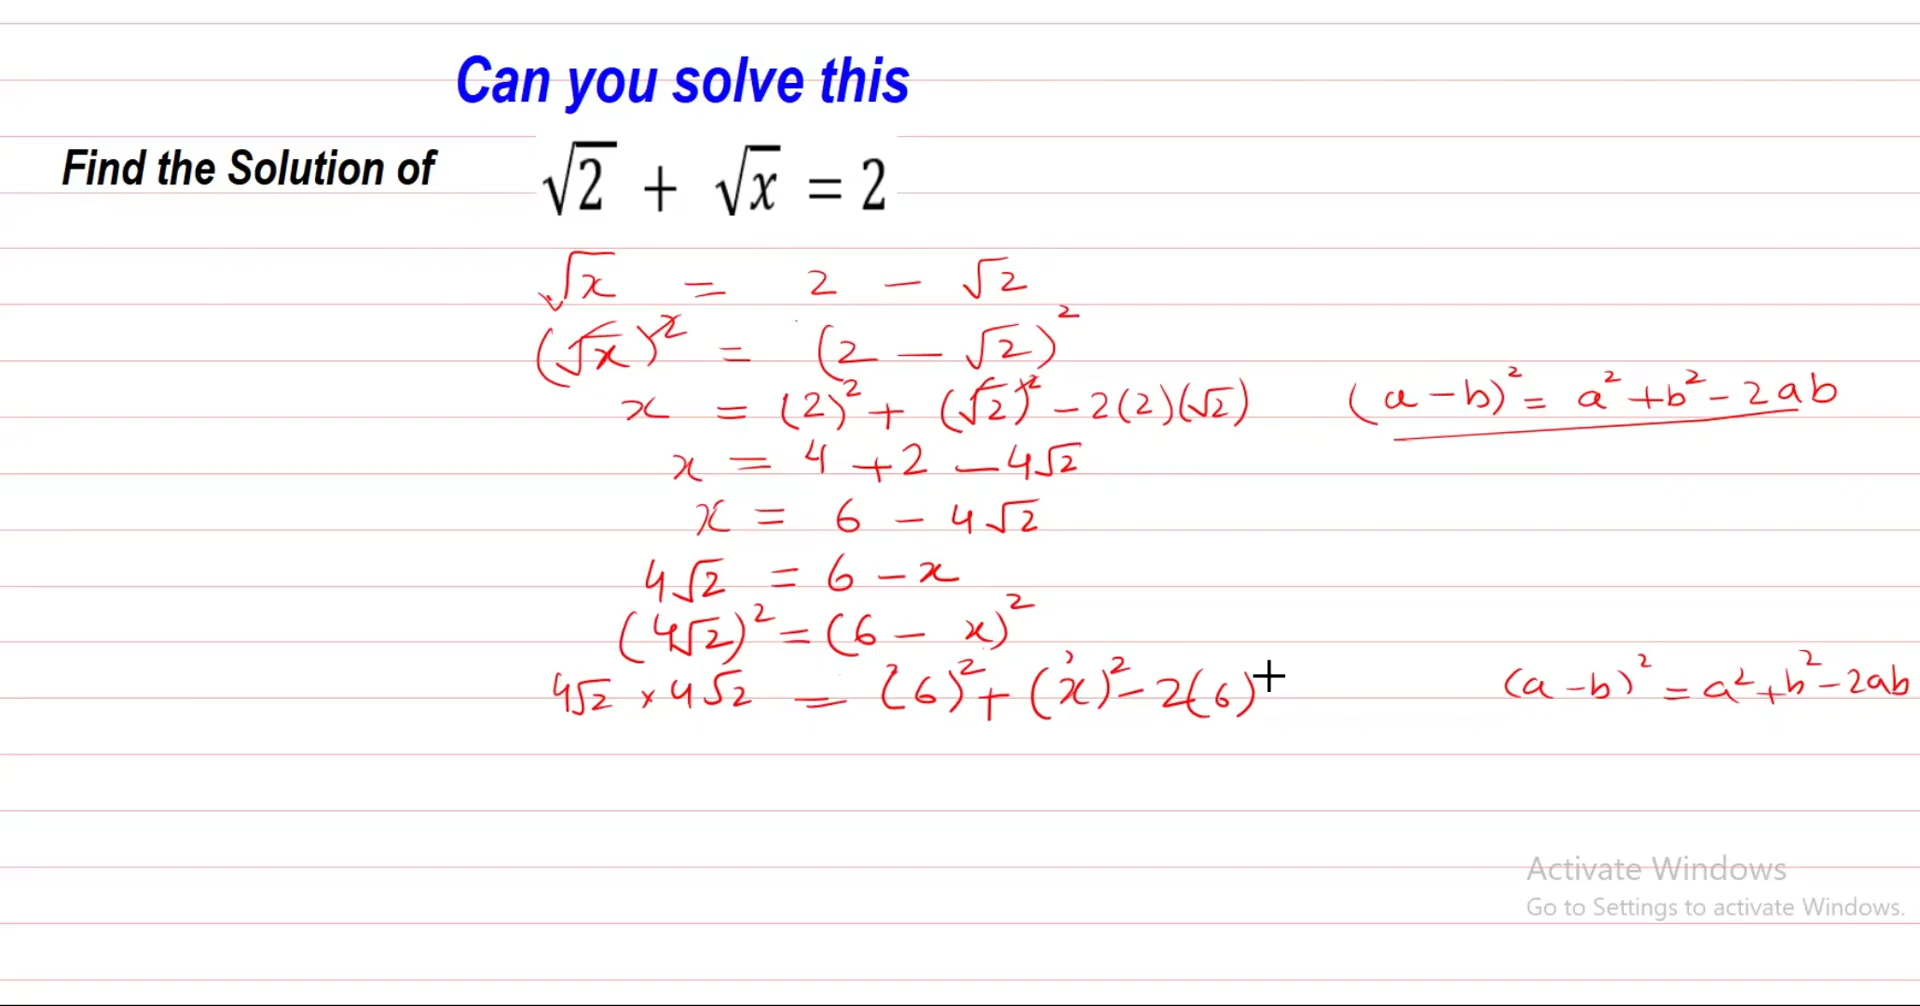 Can you solve this
Find the Solution of √2 + √x = 2
√x = 2 - √2
(√x)² = (2 - √2)²
x = (2)² + (√2)² - 2(2)(√2) (a - b)² = a² + b² - 2ab
x = 4 + 2 - 4√2
x = 6 - 4√2
4√2 = 6 - x
(4√2)² = (6 - x)²
4√2 × 4√2 = (6)² + (x)² - 2(6) (a - b)² = a² + b² - 2ab
Activate Windows
Go to Settings to activate Windows.